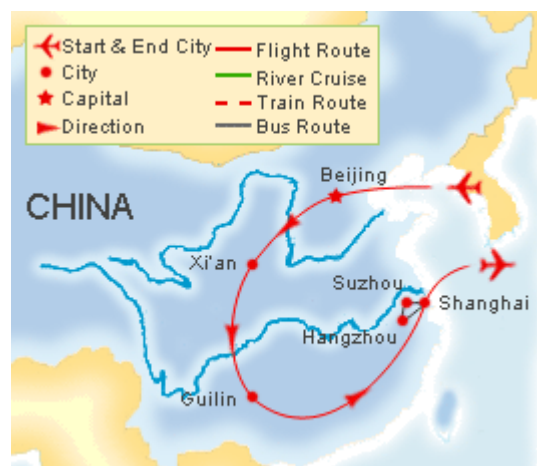 Start & End City
City
Capital
Direction
Flight Route
River Cruise
Train Route
Bus Route
Beijing
CHINA
Xi'an
Suzhou
Shanghai
Hangzhou
Guilin